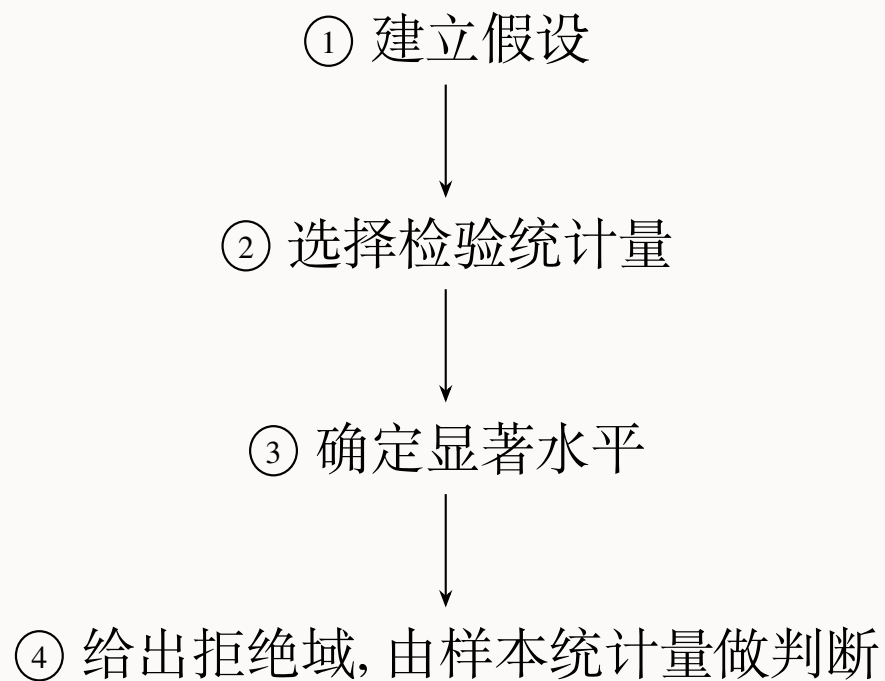 ① 建立假设
② 选择检验统计量
③ 确定显著水平
④ 给出拒绝域, 由样本统计量做判断